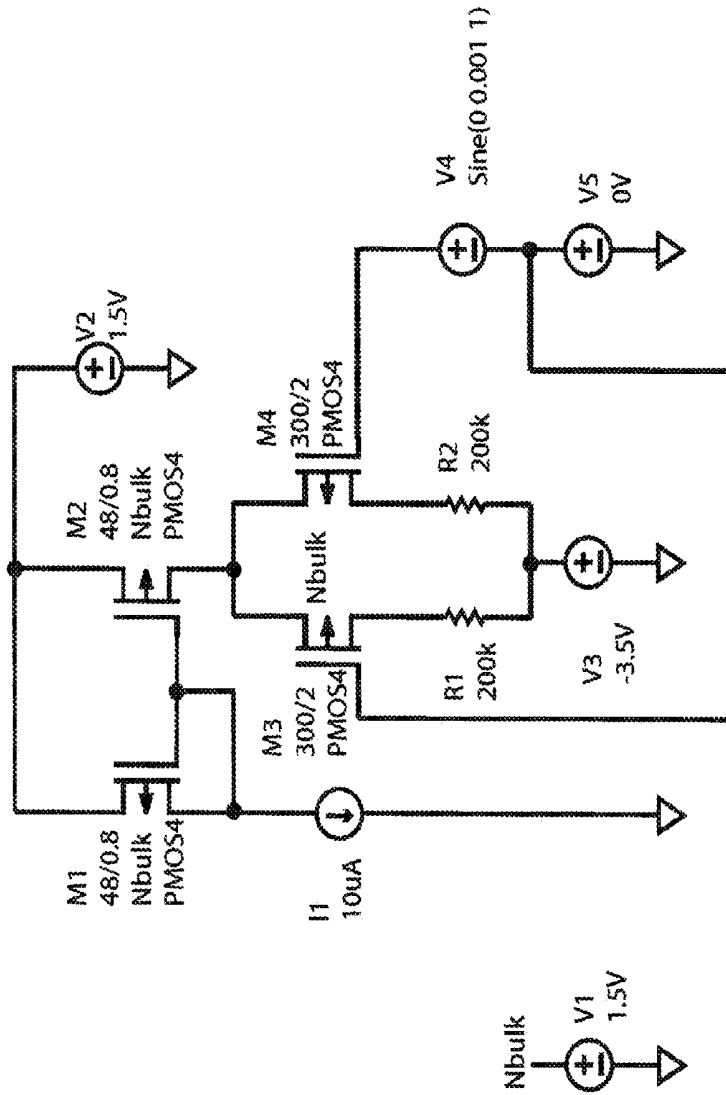 V2
1.5V
M1
48/0.8
Nbulk
PMOS4
M2
48/0.8
Nbulk
PMOS4
I1
10uA
M3
300/2
PMOS4
Nbulk
M4
300/2
PMOS4
V4
Sine(0 0.001 1)
R1
200k
R2
200k
Nbulk
V1
1.5V
V3
-3.5V
V5
0V